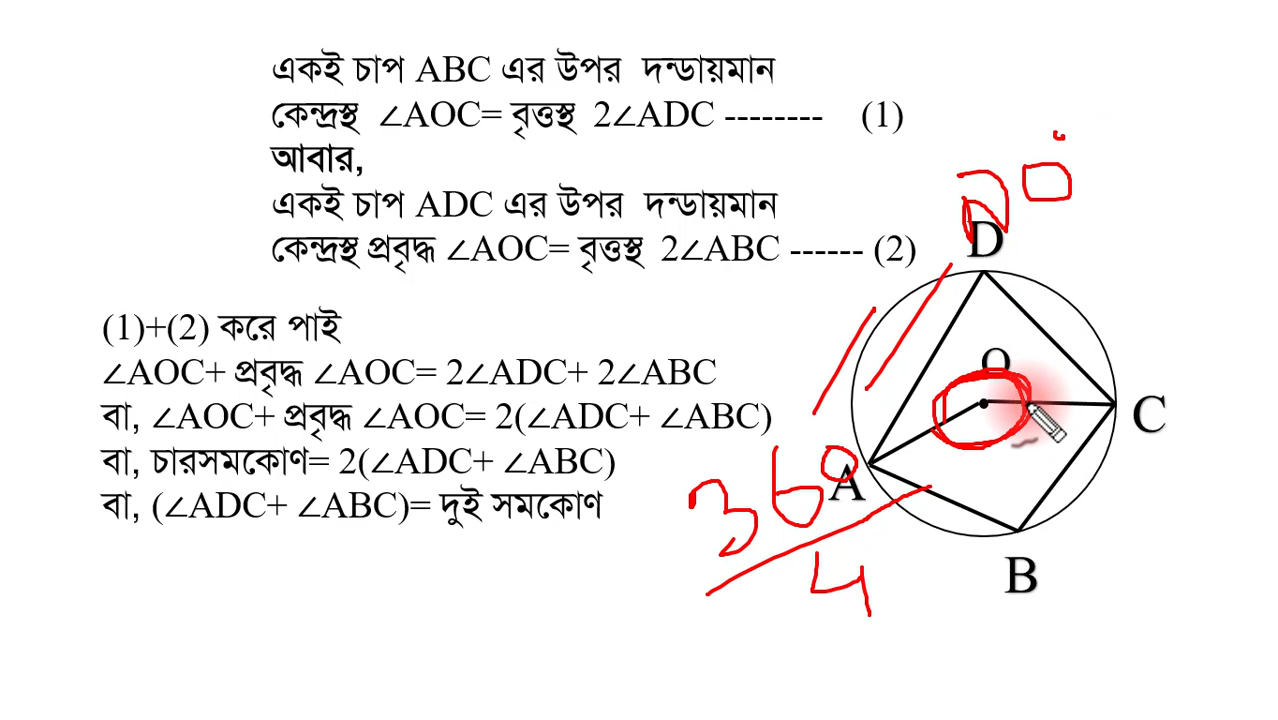 একই চাপ ABC এর উপর দন্ডায়মান
কেন্দ্রস্থ ∠AOC= বৃত্তস্থ 2∠ADC -------- (1)
আবার,
একই চাপ ADC এর উপর দন্ডায়মান
কেন্দ্রস্থ প্রবৃদ্ধ ∠AOC= বৃত্তস্থ 2∠ABC ------ (2)
(1)+(2) করে পাই
∠AOC+ প্রবৃদ্ধ ∠AOC= 2∠ADC+ 2∠ABC
বা, ∠AOC+ প্রবৃদ্ধ ∠AOC= 2(∠ADC+ ∠ABC)
বা, চারসমকোণ= 2(∠ADC+ ∠ABC)
বা, (∠ADC+ ∠ABC)= দুই সমকোণ
D
O
C
A
B
360
4